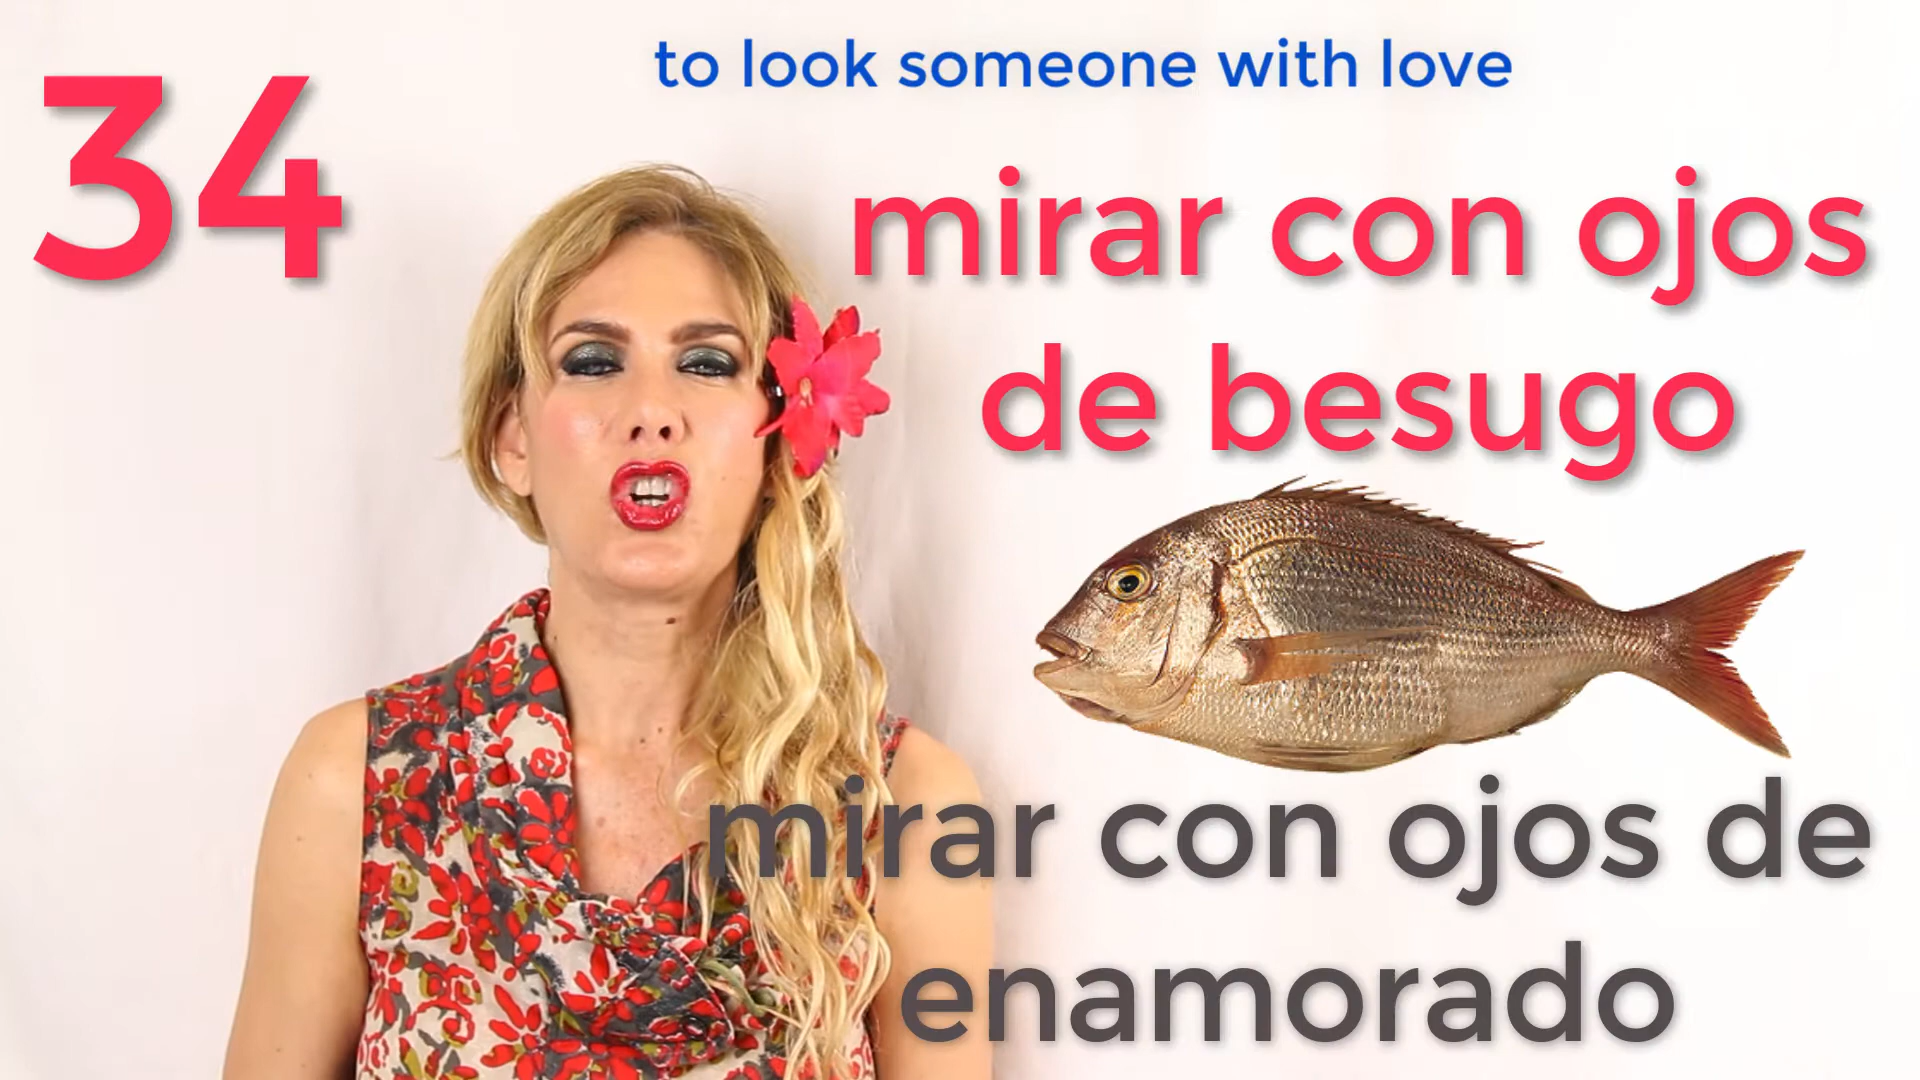 34
to look someone with love
mirar con ojos
de besugo
mirar con ojos de
enamorado